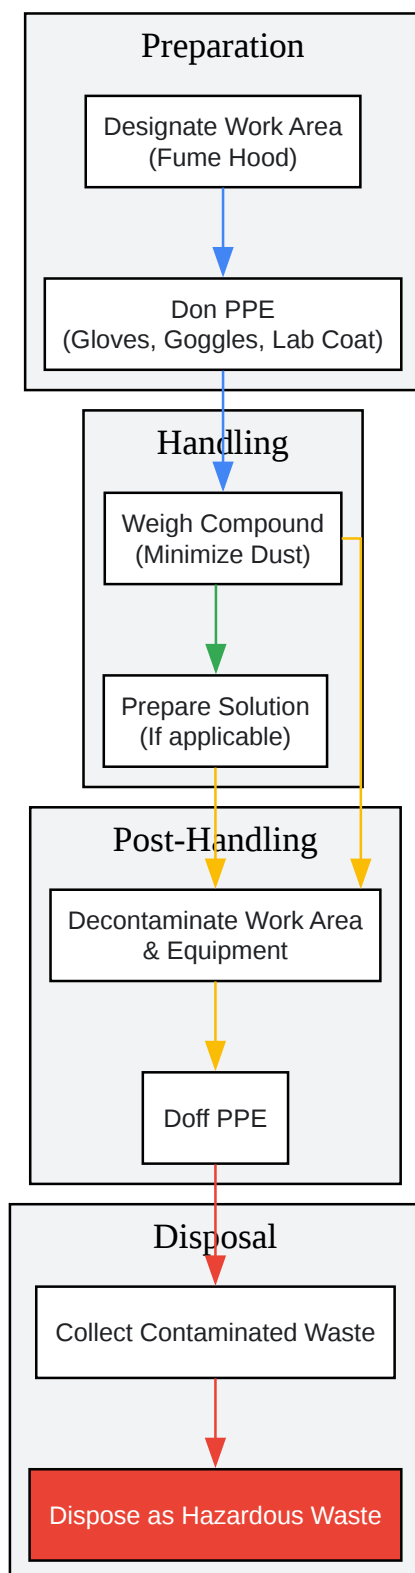 Preparation
Designate Work Area
(Fume Hood)
Don PPE
(Gloves, Goggles, Lab Coat)
Handling
Weigh Compound
(Minimize Dust)
Prepare Solution
(If applicable)
Post-Handling
Decontaminate Work Area
& Equipment
Doff PPE
Disposal
Collect Contaminated Waste
Dispose as Hazardous Waste